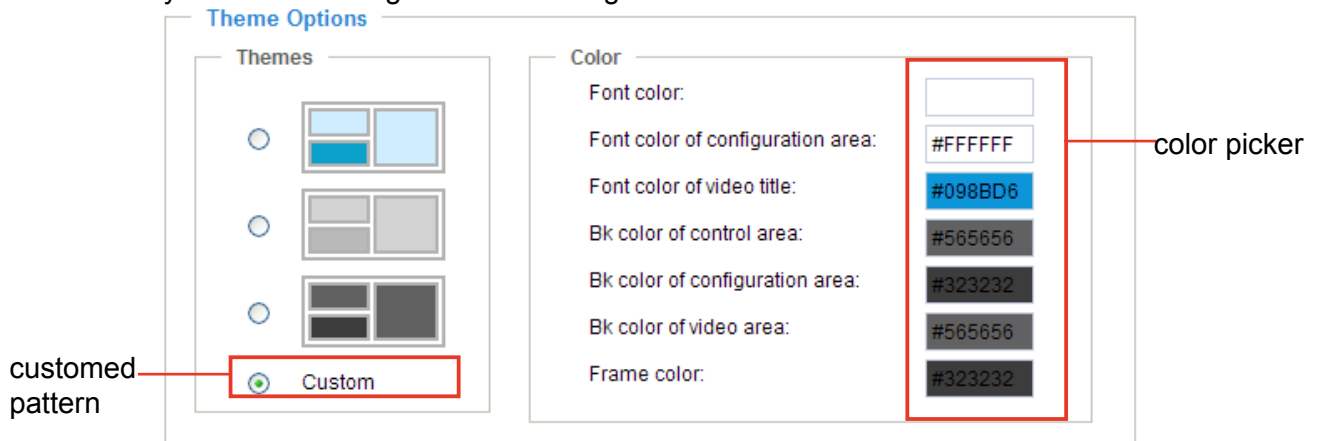 Theme Options
Themes
Custom
customed
pattern
Color
Font color:
Font color of configuration area: #FFFFFF
Font color of video title: #098BD6
Bk color of control area: #565656
Bk color of configuration area: #323232
Bk color of video area: #565656
Frame color: #323232
color picker